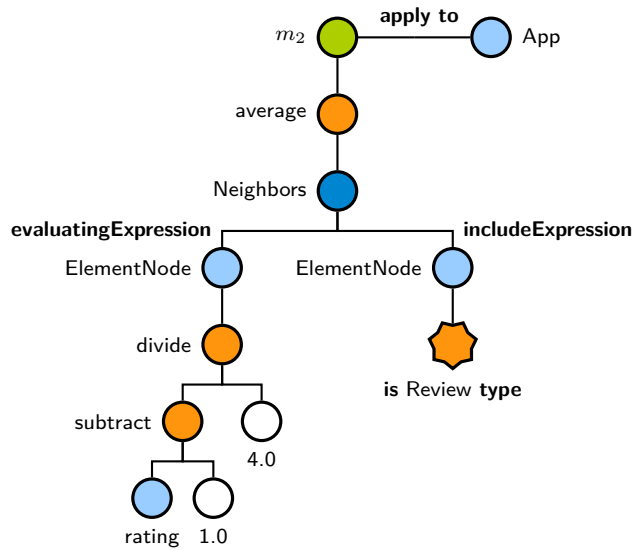 apply to
m₂
App
average
Neighbors
evaluatingExpression
includeExpression
ElementNode
ElementNode
divide
is Review type
subtract
4.0
rating
1.0